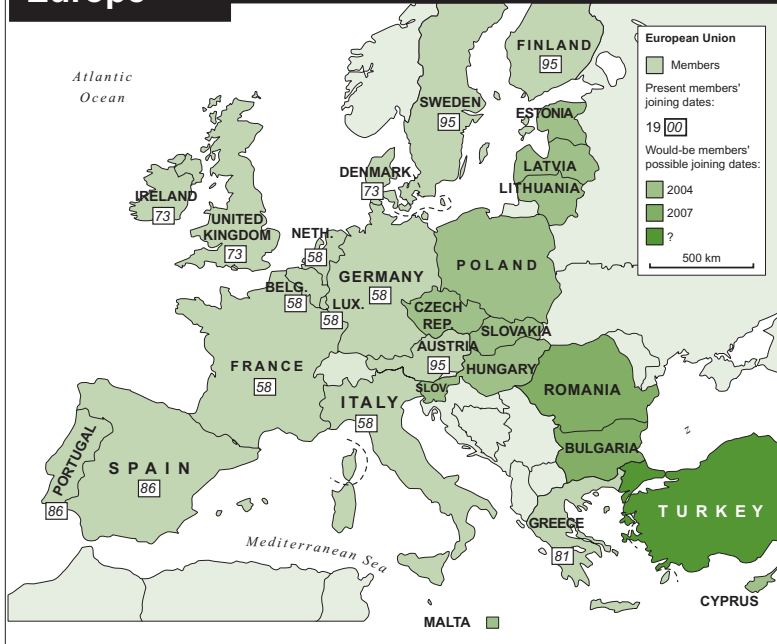 Europe
Atlantic
Ocean
FINLAND
95
SWEDEN
95
ESTONIA
LATVIA
LITHUANIA
DENMARK
73
IRELAND
73
UNITED
KINGDOM
73
NETH.
58
GERMANY
58
POLAND
BELG.
58
LUX.
58
CZECH
REP.
SLOVAKIA
AUSTRIA
95
HUNGARY
SLOV.
FRANCE
58
ITALY
58
ROMANIA
BULGARIA
PORTUGAL
86
SPAIN
86
GREECE
81
TURKEY
Mediterranean Sea
CYPRUS
MALTA
European Union
Members
Present members'
joining dates:
19 00
Would-be members'
possible joining dates:
2004
2007
?
500 km